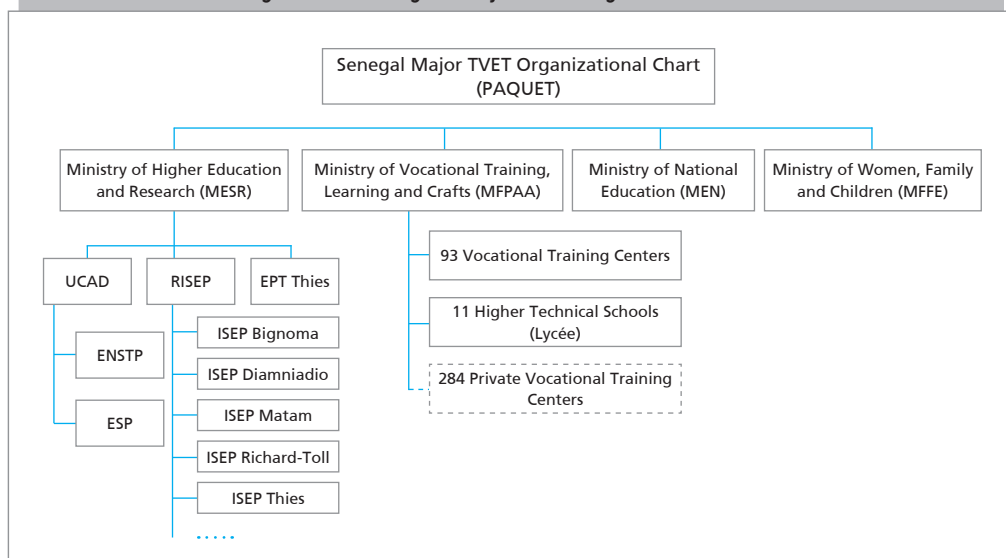 Senegal Major TVET Organizational Chart
(PAQUET)
Ministry of Higher Education
and Research (MESR)
Ministry of Vocational Training,
Learning and Crafts (MFPAA)
Ministry of National
Education (MEN)
Ministry of Women, Family
and Children (MFFE)
93 Vocational Training Centers
11 Higher Technical Schools
(Lycée)
284 Private Vocational Training
Centers
UCAD
RISEP
EPT Thies
ENSTP
ESP
ISEP Bignoma
ISEP Diamniadio
ISEP Matam
ISEP Richard-Toll
ISEP Thies
.....